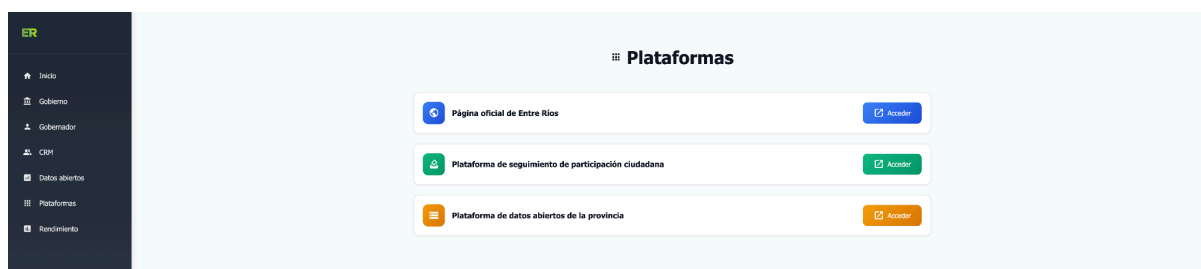 ER
Inicio
Gobierno
Gobernador
CRM
Datos abiertos
Plataformas
Rendimiento
Plataformas
Página oficial de Entre Ríos
Acceder
Plataforma de seguimiento de participación ciudadana
Acceder
Plataforma de datos abiertos de la provincia
Acceder